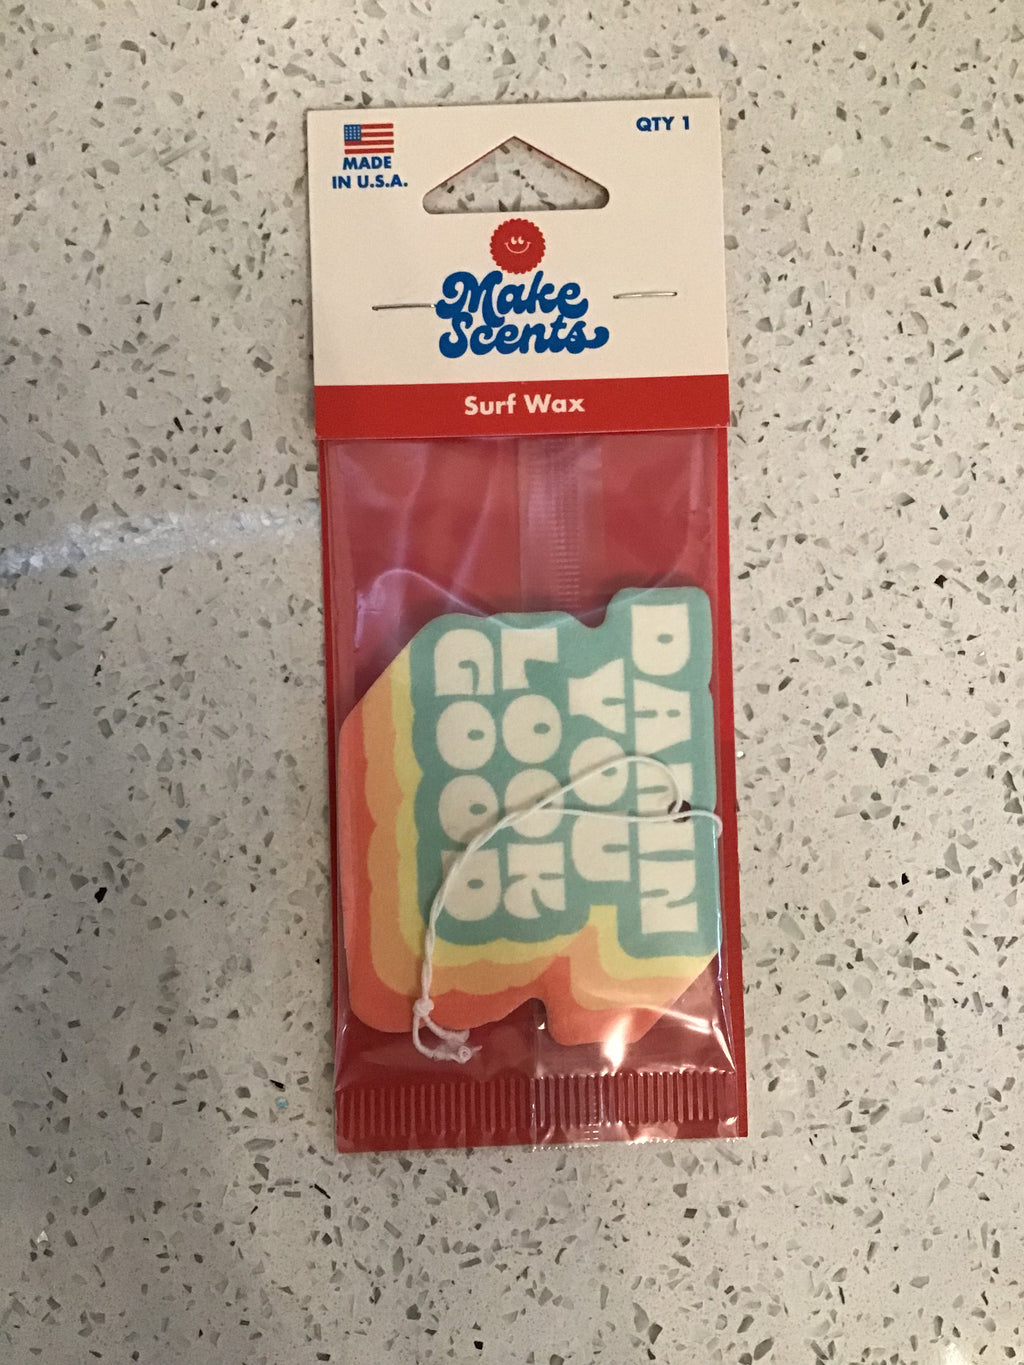 MADE
IN U.S.A.
QTY 1
Make
Scents
Surf Wax
DAMN
YOU
LOOK
GOOD